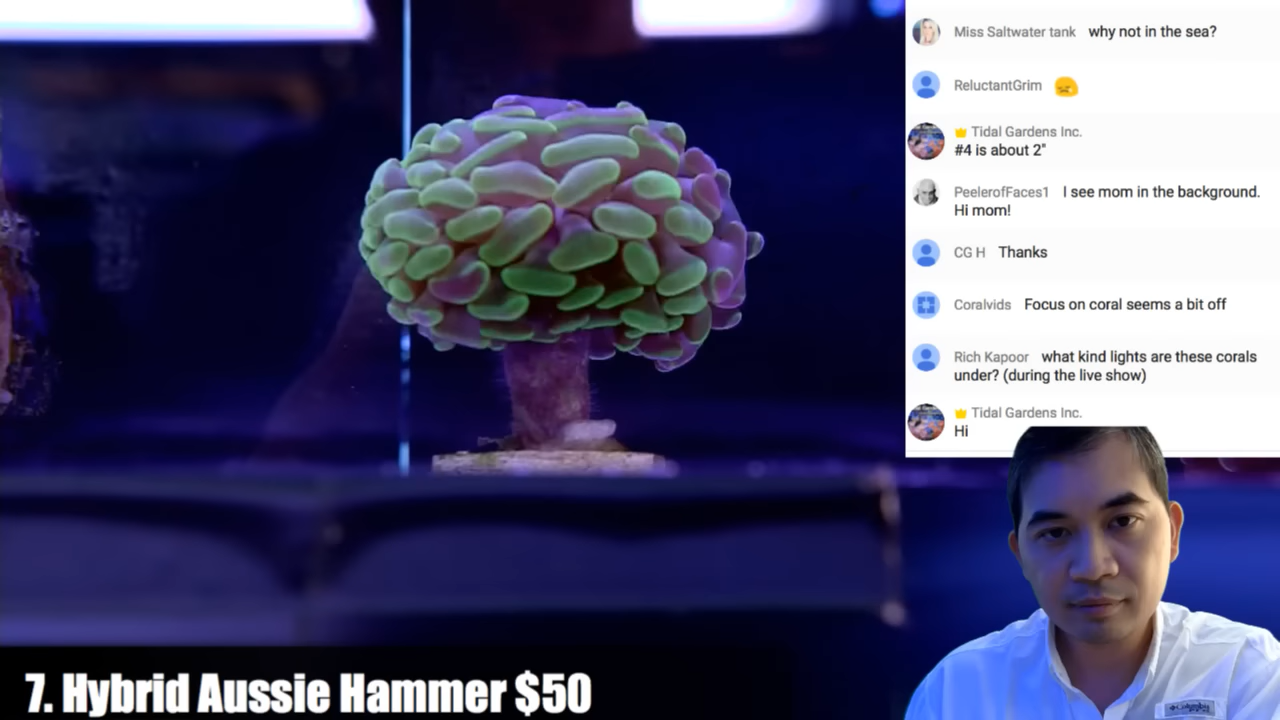 Miss Saltwater tank why not in the sea?
ReluctantGrim
Tidal Gardens Inc.
#4 is about 2"
PeelerofFaces1 I see mom in the background.
Hi mom!
CG H Thanks
Coralvids Focus on coral seems a bit off
Rich Kapoor what kind lights are these corals
under? (during the live show)
Tidal Gardens Inc.
Hi
Columbia
7. Hybrid Aussie Hammer $50